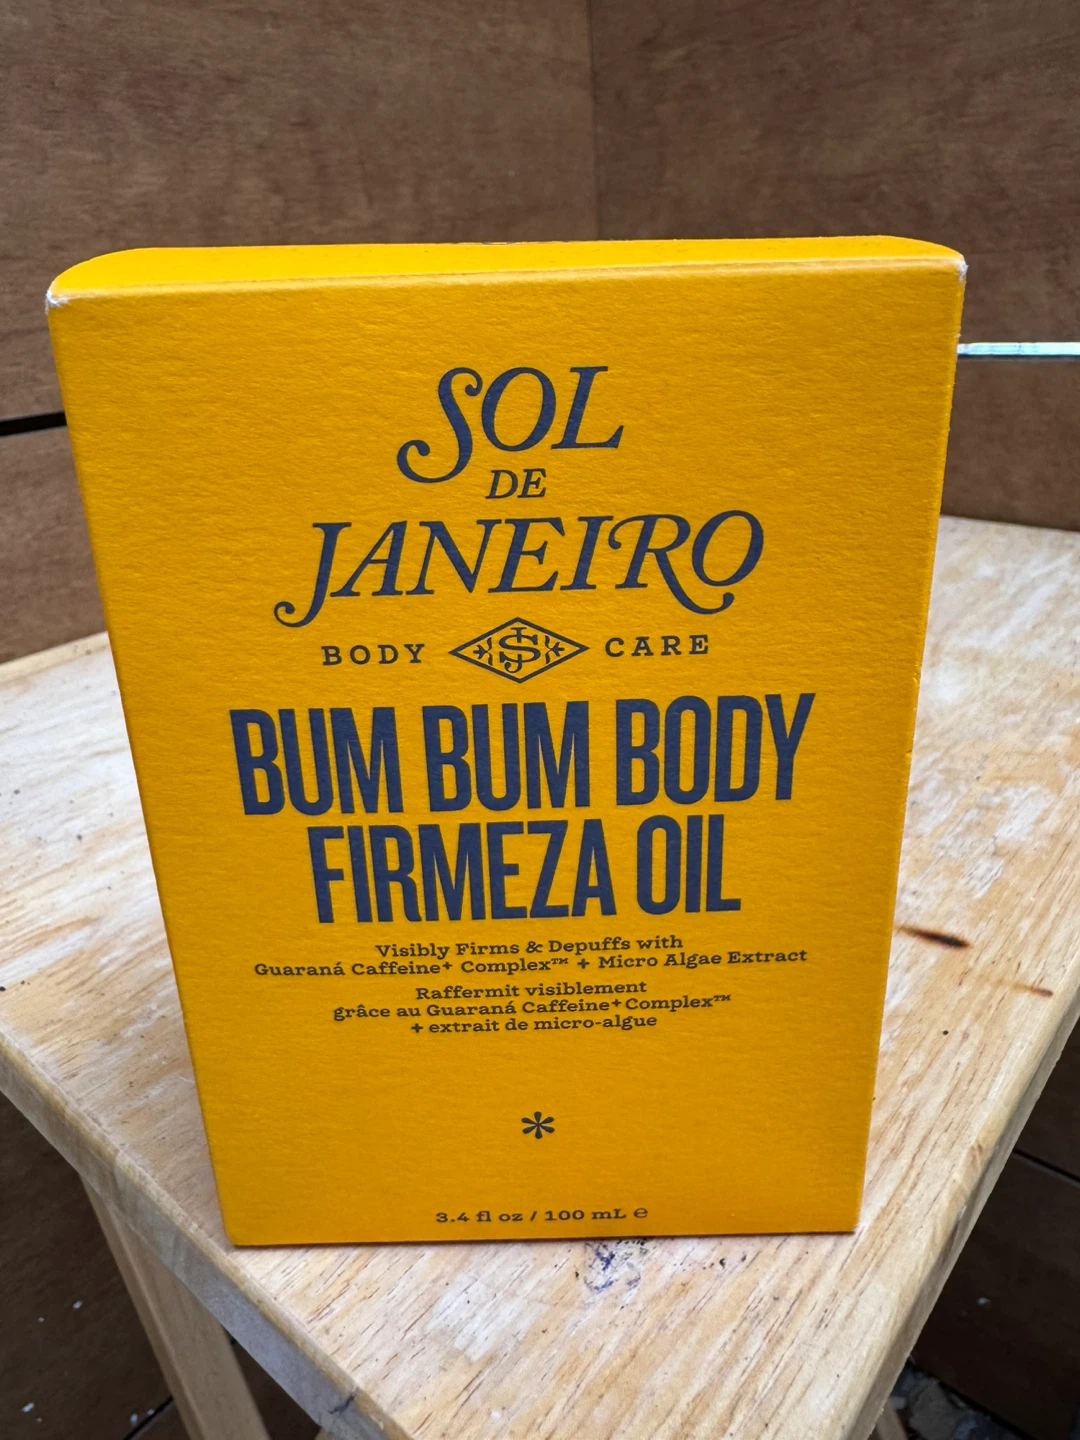 SOL
DE
JANEIRO
BODY SJ CARE
BUM BUM BODY
FIRMEZA OIL
Visibly Firms & Depuffs with
Guaraná Caffeine+ Complex™ + Micro Algae Extract
Raffermit visiblement
grâce au Guaraná Caffeine+Complex™
+ extrait de micro-algue
*
3.4 fl oz / 100 mL ℮